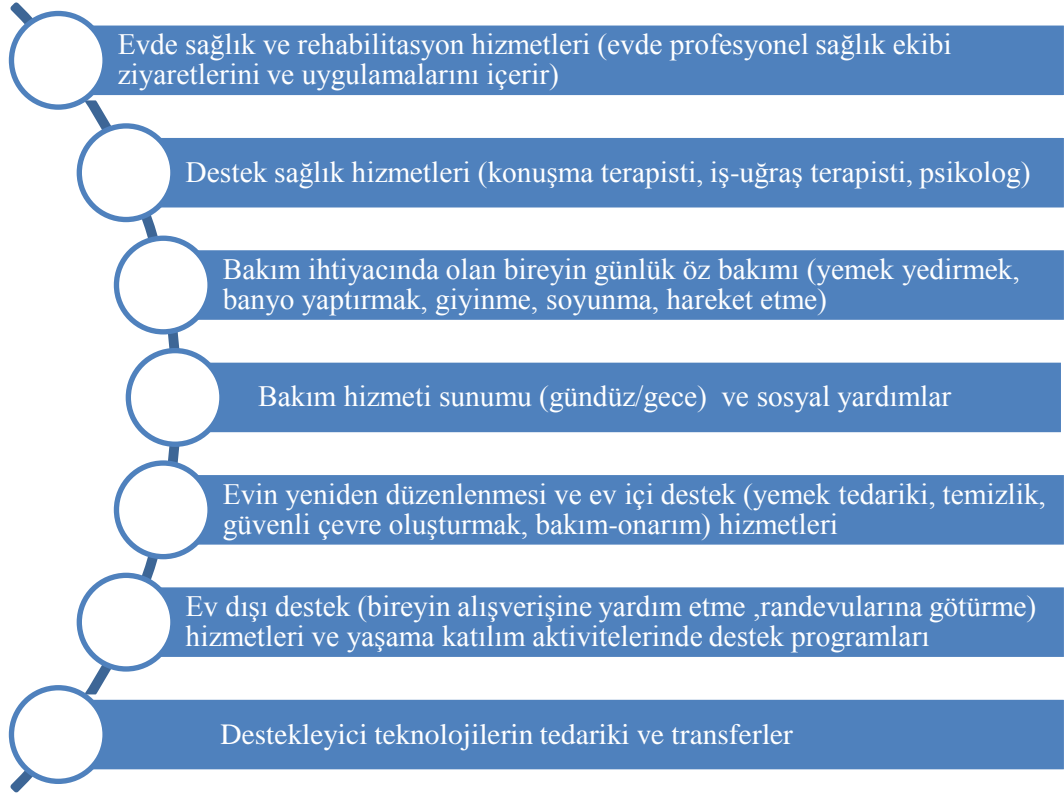 Evde sağlık ve rehabilitasyon hizmetleri (evde profesyonel sağlık ekibi
ziyaretlerini ve uygulamalarını içerir)
Destek sağlık hizmetleri (konuşma terapisti, iş-uğraş terapisti, psikolog)
Bakım ihtiyacında olan bireyin günlük öz bakımı (yemek yedirmek,
banyo yaptırmak, giyinme, soyunma, hareket etme)
Bakım hizmeti sunumu (gündüz/gece)  ve sosyal yardımlar
Evin yeniden düzenlenmesi ve ev içi destek (yemek tedariki, temizlik,
güvenli çevre oluşturmak, bakım-onarım) hizmetleri
Ev dışı destek (bireyin alışverişine yardım etme ,randevularına götürme)
hizmetleri ve yaşama katılım aktivitelerinde destek programları
Destekleyici teknolojilerin tedariki ve transferler